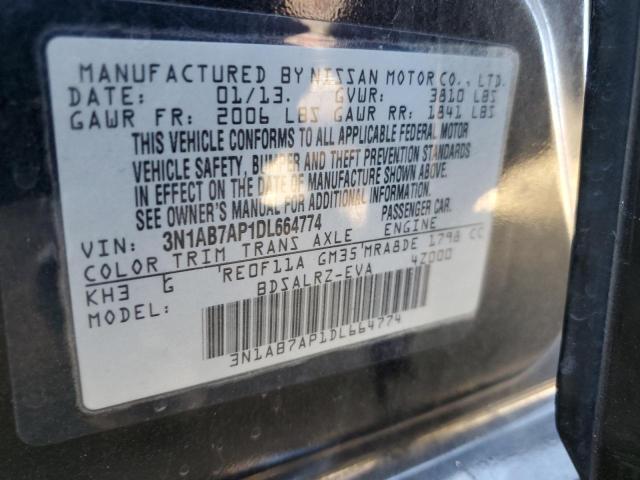 MANUFACTURED BY NISSAN MOTOR CO., LTD.
DATE: 01/13. GVWR: 3810 LBS
GAWR FR: 2006 LBS GAWR RR: 1841 LBS
THIS VEHICLE CONFORMS TO ALL APPLICABLE FEDERAL MOTOR
VEHICLE SAFETY, BUMPER AND THEFT PREVENTION STANDARDS
IN EFFECT ON THE DATE OF MANUFACTURE SHOWN ABOVE.
SEE OWNER'S MANUAL FOR ADDITIONAL INFORMATION.
VIN: 3N1AB7AP1DL664774 PASSENGER CAR.
COLOR TRIM TRANS AXLE ENGINE
KH3 G RE0F11A GM35 MRA8DE 1798 CC
MODEL: BDSALRZ-EVA 4Z000
3N1AB7AP1DL664774